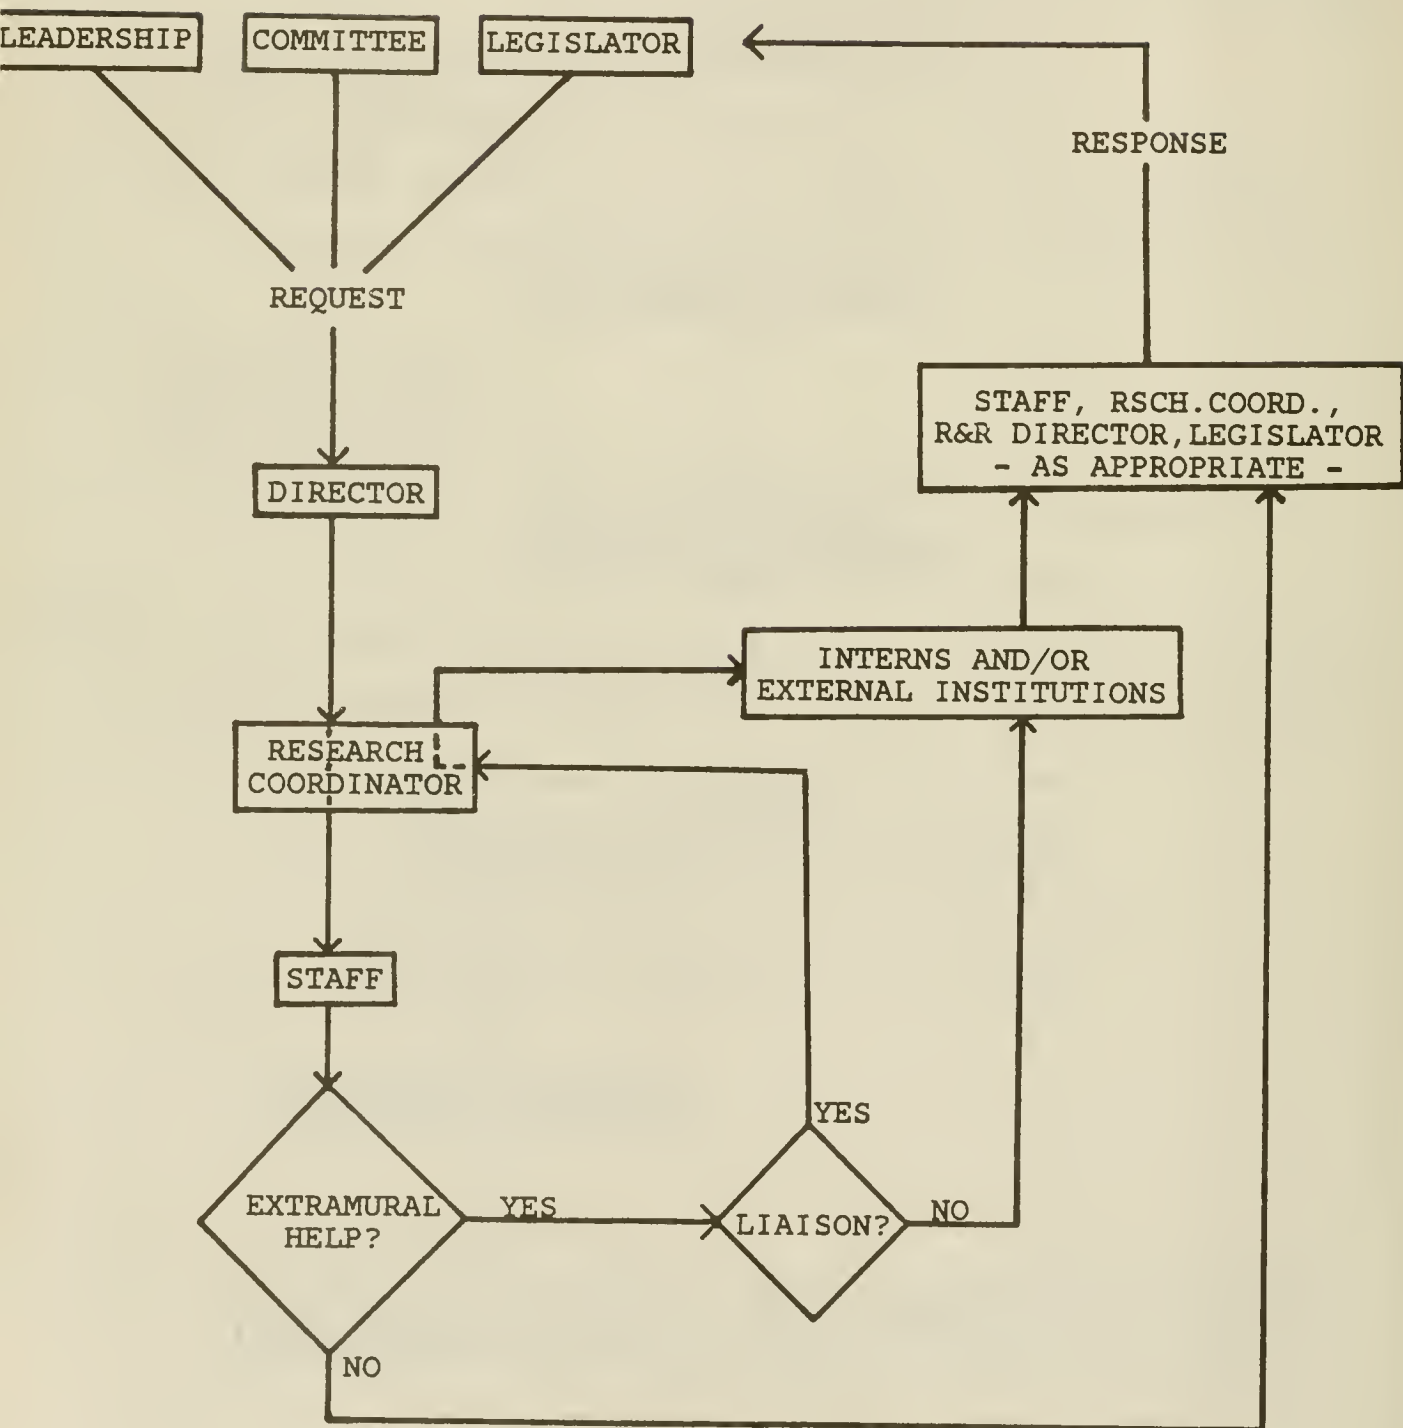 LEADERSHIP
COMMITTEE
LEGISLATOR
RESPONSE
REQUEST
STAFF, RSCH.COORD.,
R&R DIRECTOR,LEGISLATOR
- AS APPROPRIATE -
DIRECTOR
INTERNS AND/OR
EXTERNAL INSTITUTIONS
RESEARCH
COORDINATOR
STAFF
YES
EXTRAMURAL
HELP?
YES
LIAISON?
NO
NO